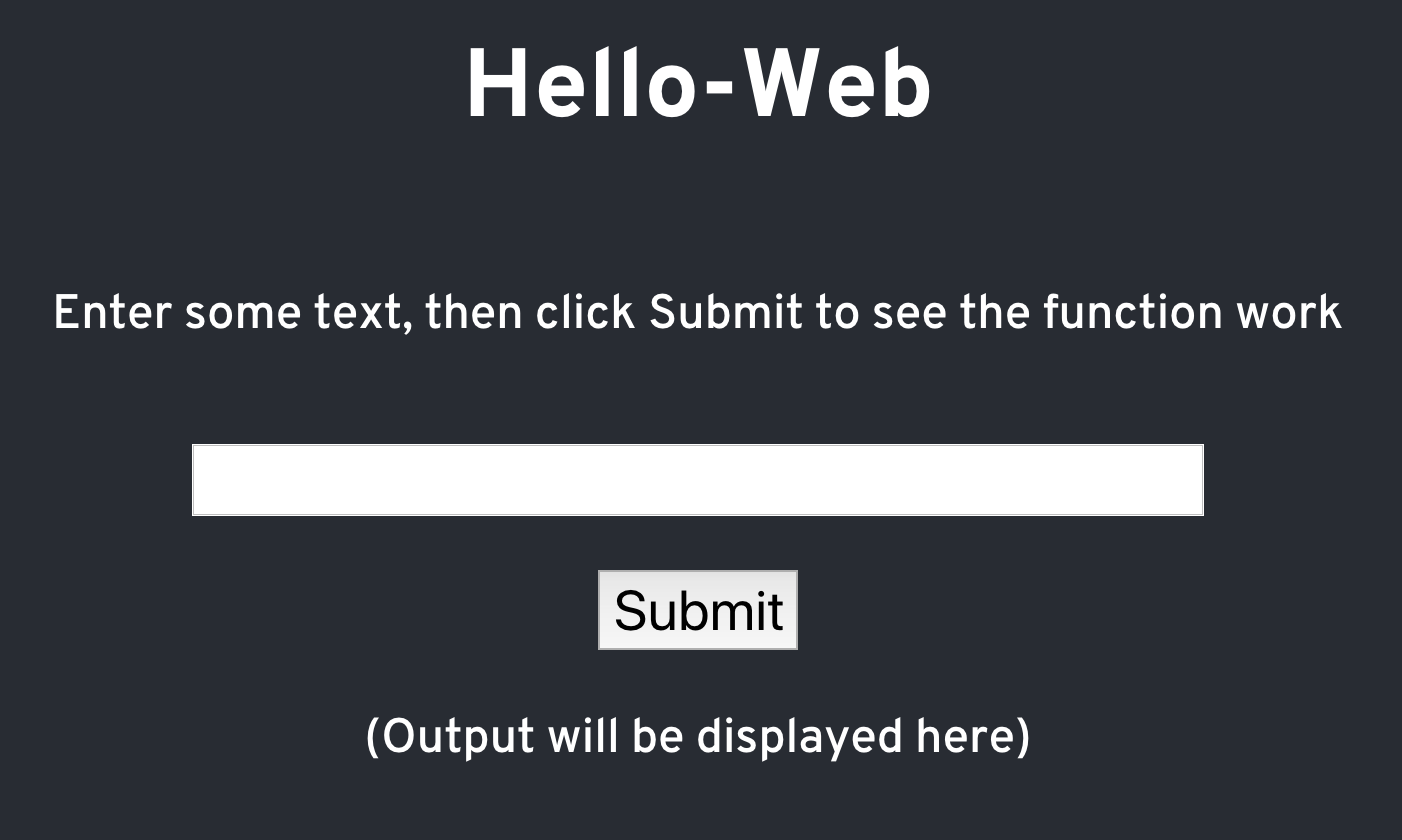 Hello-Web
Enter some text, then click Submit to see the function work
Submit
(Output will be displayed here)